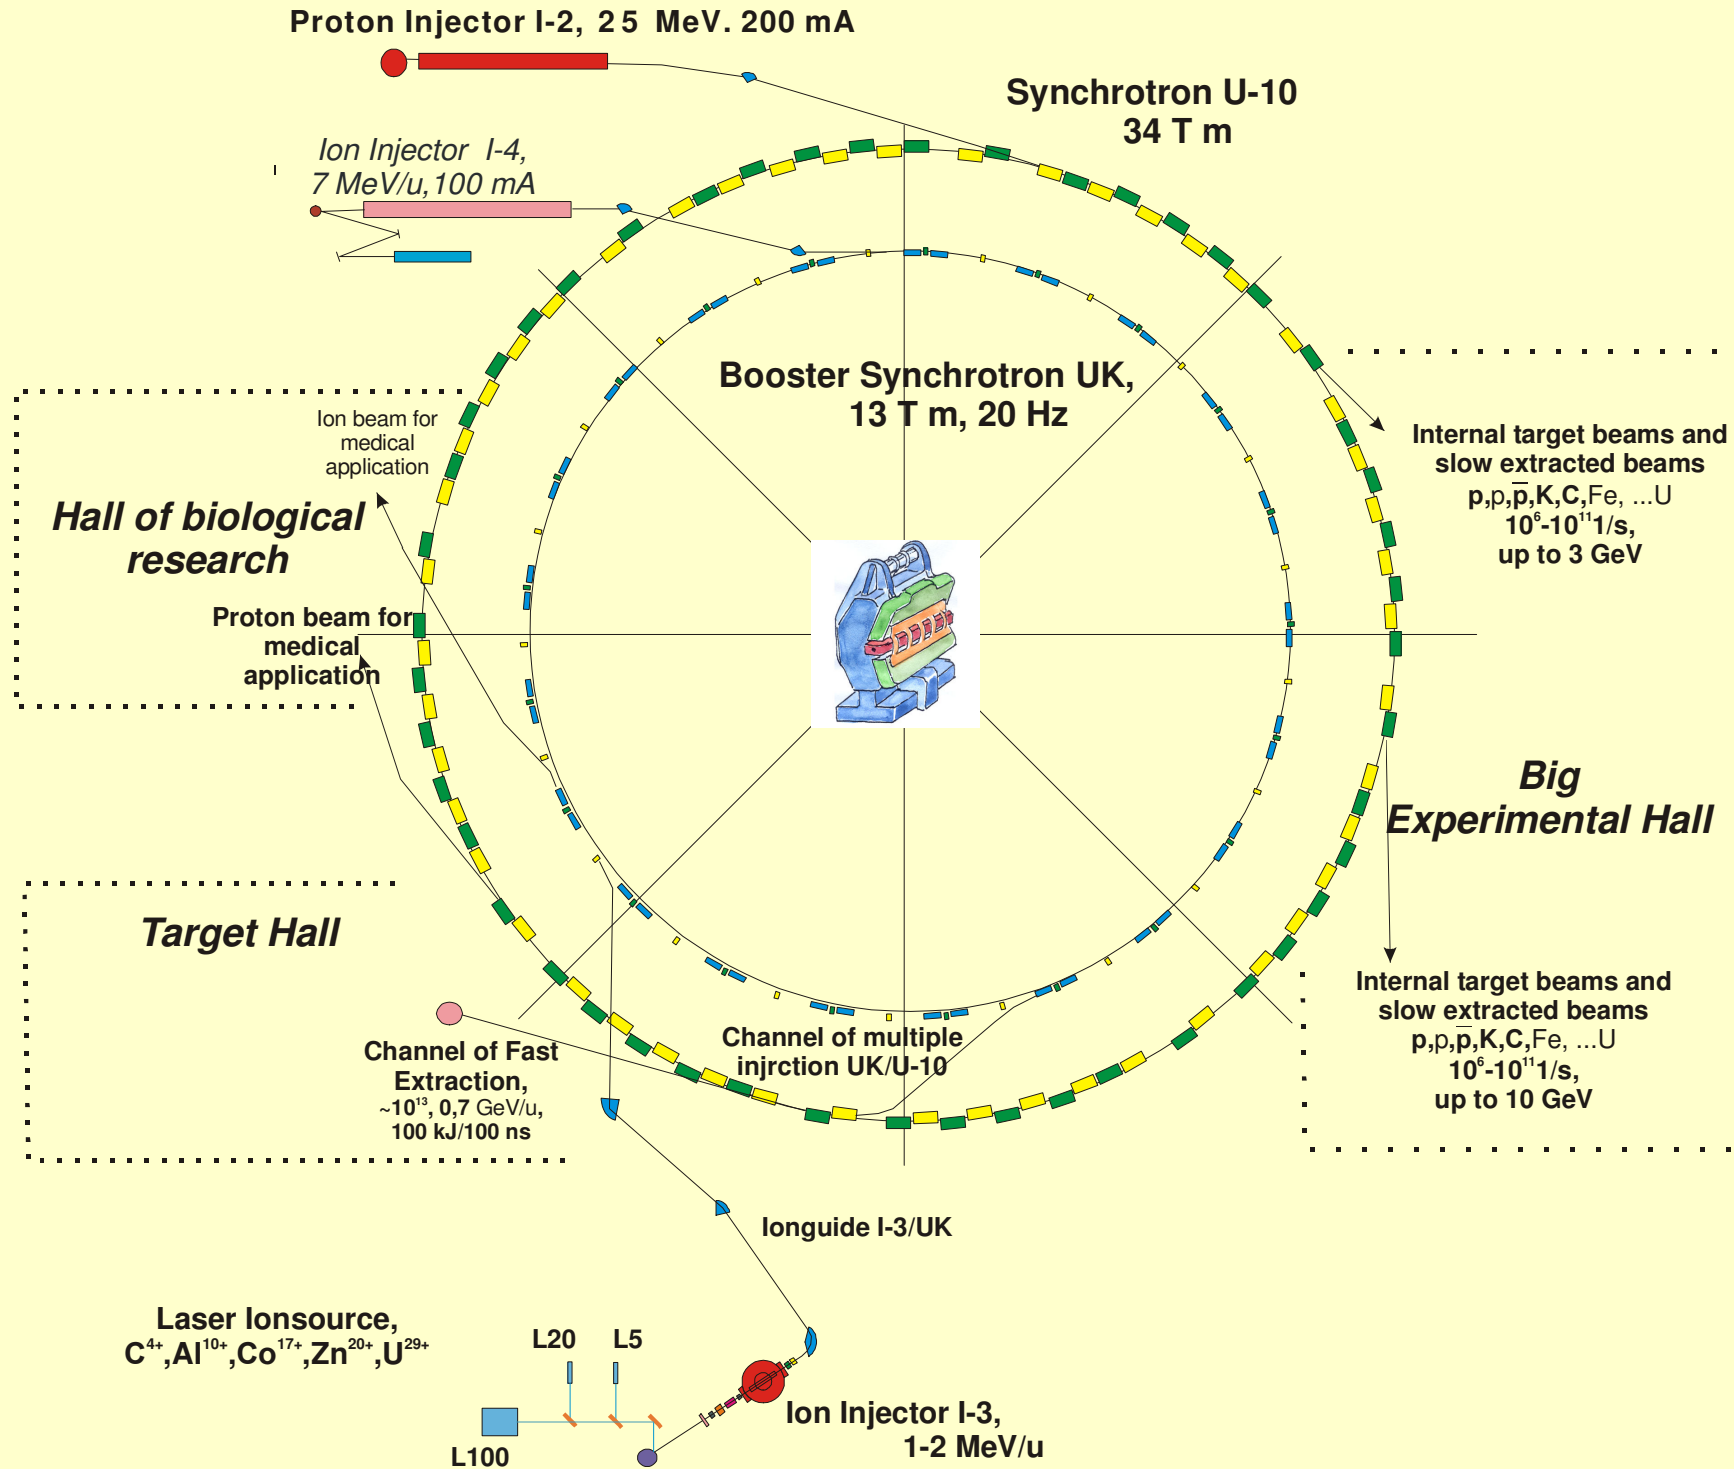 Proton Injector I-2, 25 MeV. 200 mA
Synchrotron U-10
34 T m
Ion Injector I-4,
7 MeV/u,100 mA
Booster Synchrotron UK,
13 T m, 20 Hz
Ion beam for
medical
application
Hall of biological
research
Proton beam for
medical
application
Internal target beams and
slow extracted beams
p,p,p̅,K,C,Fe, ...U
10⁶-10¹¹1/s,
up to 3 GeV
Big
Experimental Hall
Target Hall
Internal target beams and
slow extracted beams
p,p,p̅,K,C,Fe, ...U
10⁶-10¹¹1/s,
up to 10 GeV
Channel of Fast
Extraction,
~10¹³, 0,7 GeV/u,
100 kJ/100 ns
Channel of multiple
injrction UK/U-10
Ionguide I-3/UK
Laser Ionsource,
C⁴⁺,Al¹⁰⁺,Co¹⁷⁺,Zn²⁰⁺,U²⁹⁺
L20
L5
L100
Ion Injector I-3,
1-2 MeV/u